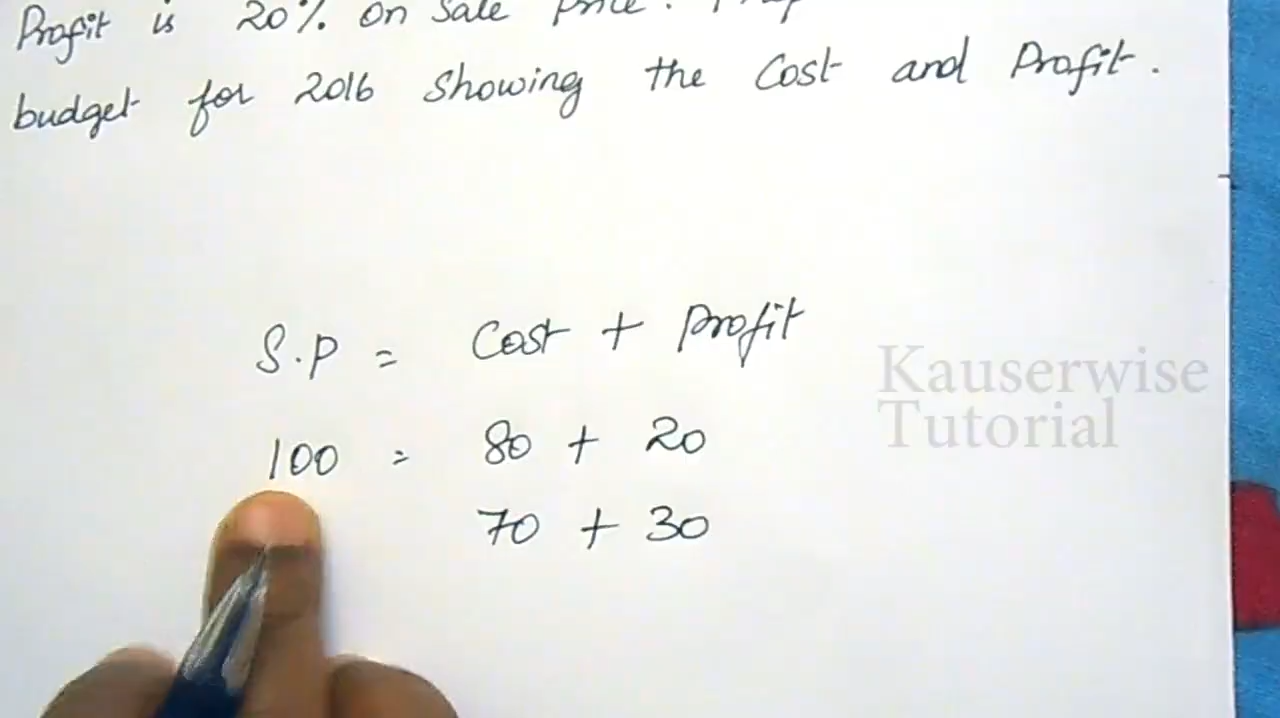 Profit is 20% on Sale Price.
budget for 2016 Showing the Cost and Profit.
S.P = Cost + Profit
100 = 80 + 20
70 + 30
Kauserwise
Tutorial